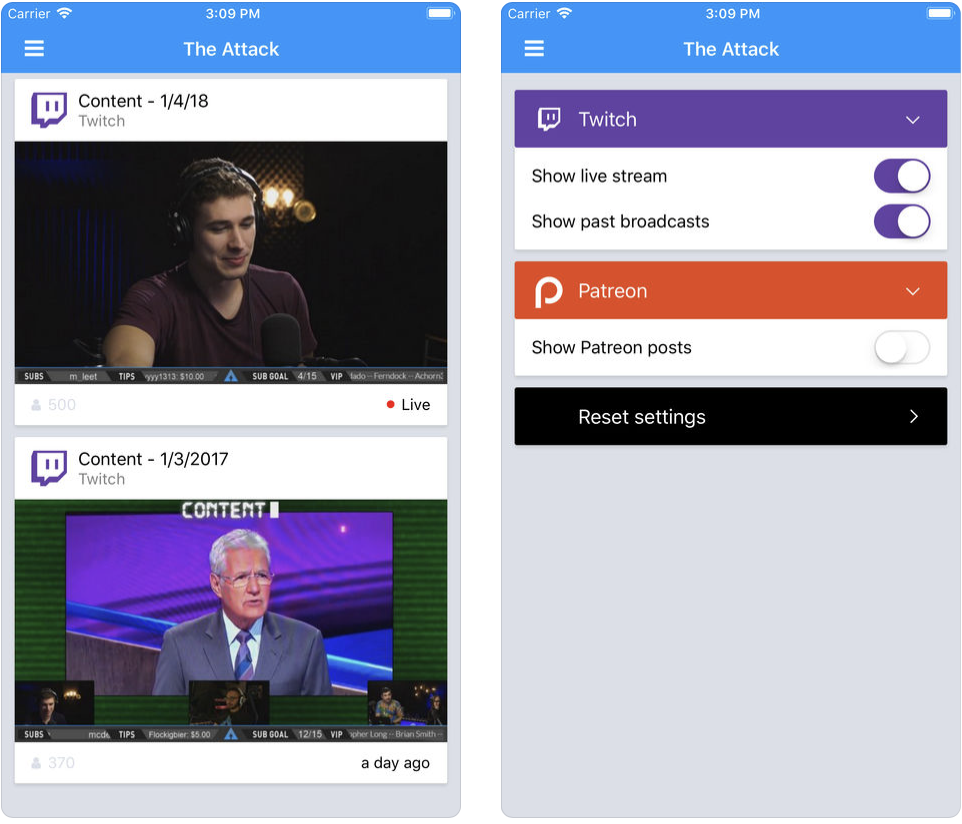 Carrier 3:09 PM
The Attack
Content - 1/4/18
Twitch
SUBS m_leet TIPS yyy1313: $10.00 SUB GOAL 4/15 VIP lado -- Ferndock -- Achorn
500 Live
Content - 1/3/2017
Twitch
CONTENT
SUBS mcde TIPS Flockigbier: $5.00 SUB GOAL 12/15 VIP opher Long -- Brian Smith --
370 a day ago
Carrier 3:09 PM
The Attack
Twitch
Show live stream
Show past broadcasts
Patreon
Show Patreon posts
Reset settings